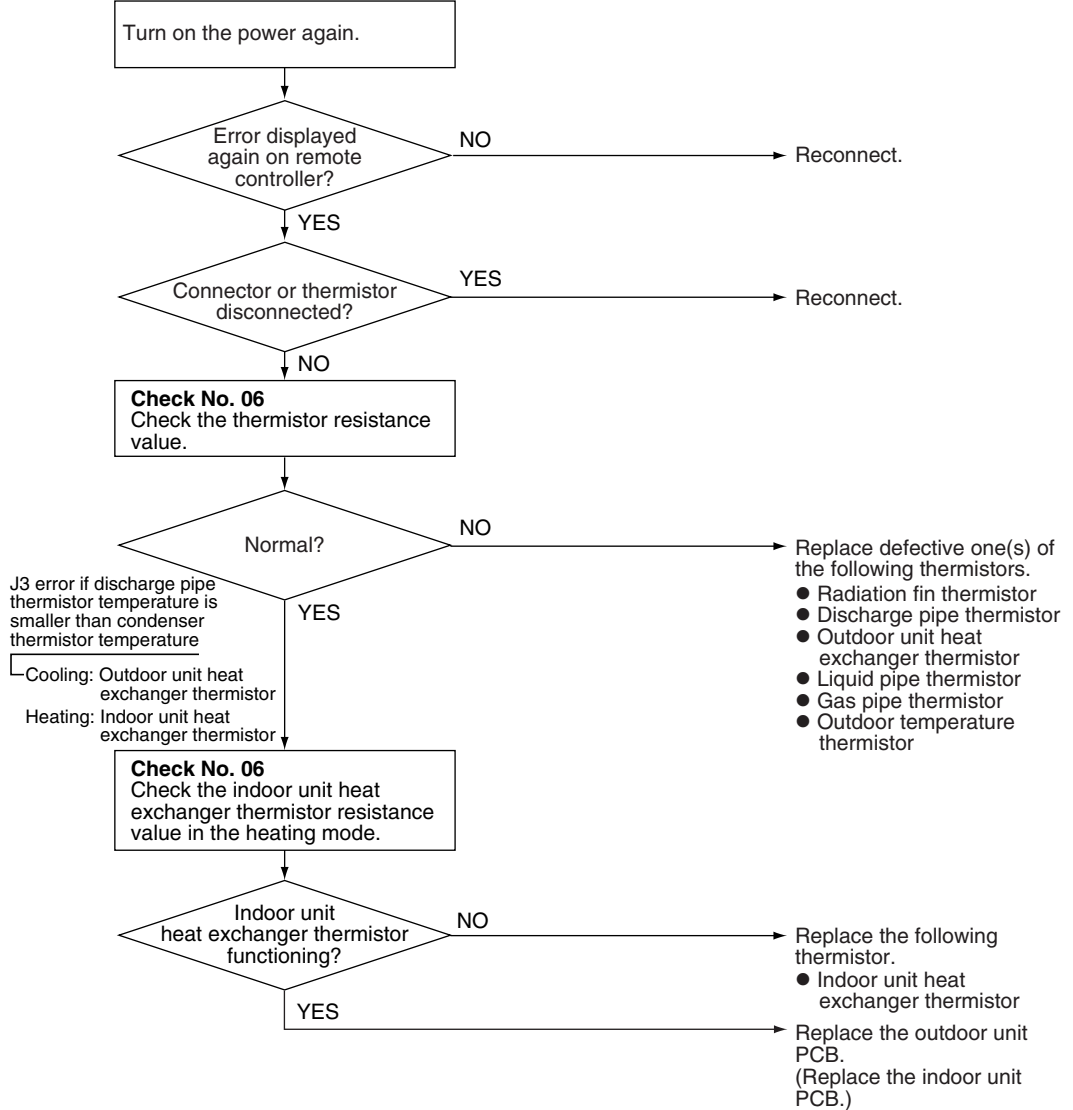 Turn on the power again.
Error displayed
again on remote
controller?
NO
Reconnect.
YES
Connector or thermistor
disconnected?
YES
Reconnect.
NO
Check No. 06
Check the thermistor resistance
value.
Normal?
NO
Replace defective one(s) of
the following thermistors.
● Radiation fin thermistor
● Discharge pipe thermistor
● Outdoor unit heat
exchanger thermistor
● Liquid pipe thermistor
● Gas pipe thermistor
● Outdoor temperature
thermistor
YES
J3 error if discharge pipe
thermistor temperature is
smaller than condenser
thermistor temperature
Cooling: Outdoor unit heat
exchanger thermistor
Heating: Indoor unit heat
exchanger thermistor
Check No. 06
Check the indoor unit heat
exchanger thermistor resistance
value in the heating mode.
Indoor unit
heat exchanger thermistor
functioning?
NO
Replace the following
thermistor.
● Indoor unit heat
exchanger thermistor
YES
Replace the outdoor unit
PCB.
(Replace the indoor unit
PCB.)